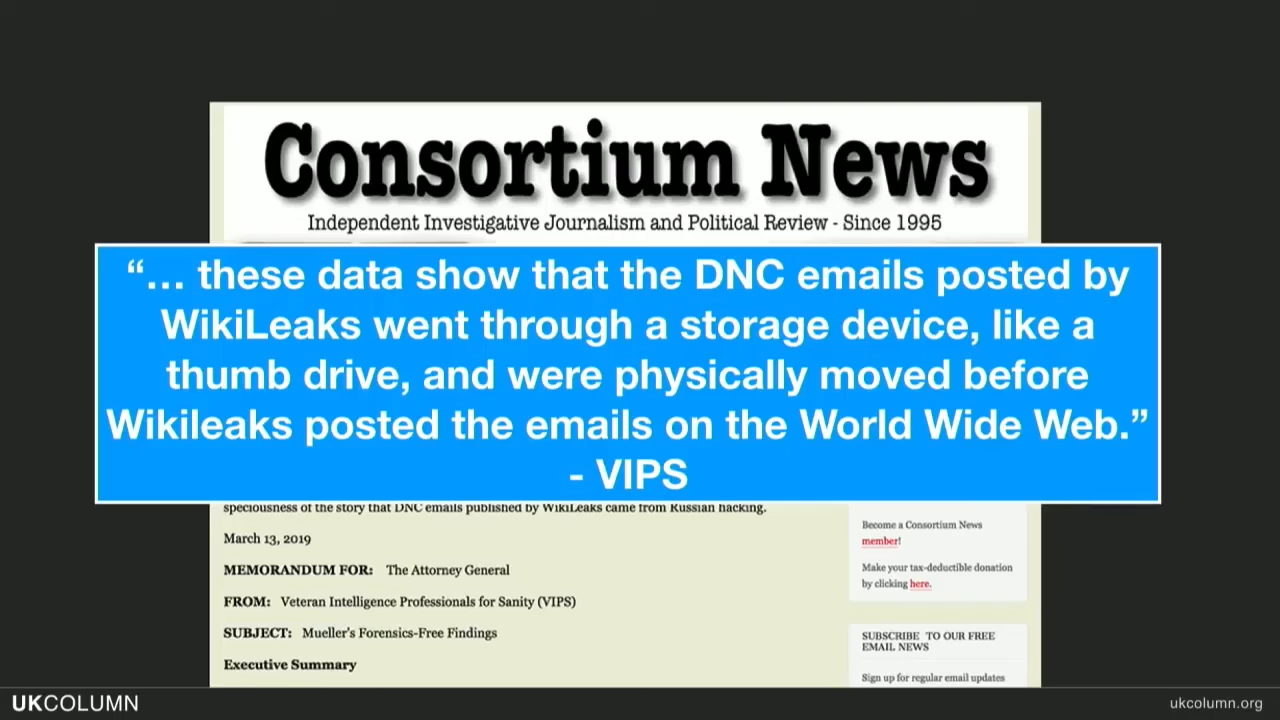 Consortium News
Independent Investigative Journalism and Political Review - Since 1995
“... these data show that the DNC emails posted by
WikiLeaks went through a storage device, like a
thumb drive, and were physically moved before
Wikileaks posted the emails on the World Wide Web.”
- VIPS
speciousness of the story that DNC emails published by WikiLeaks came from Russian hacking.
March 13, 2019
MEMORANDUM FOR: The Attorney General
FROM: Veteran Intelligence Professionals for Sanity (VIPS)
SUBJECT: Mueller's Forensics-Free Findings
Executive Summary
Become a Consortium News
member!
Make your tax-deductible donation
by clicking here.
SUBSCRIBE TO OUR FREE
EMAIL NEWS
Sign up for regular email updates
UKCOLUMN
ukcolumn.org